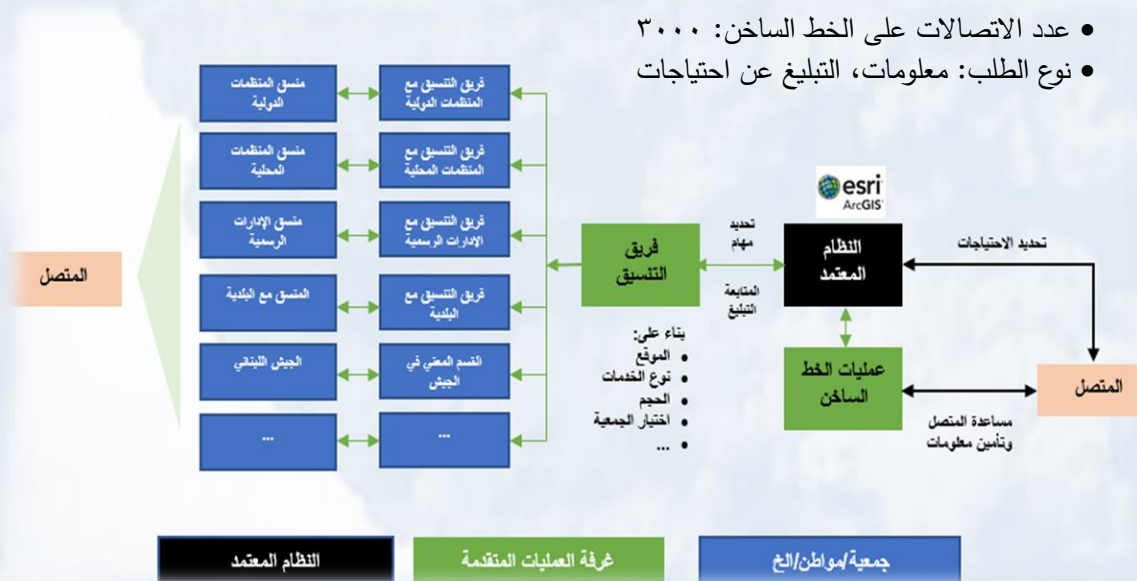 • عدد الاتصالات على الخط الساخن: ٣٠٠٠
• نوع الطلب: معلومات، التبليغ عن احتياجات
esri
ArcGIS
المتصل
تحديد الاحتياجات
مساعدة المتصل
وتأمين معلومات
النظام
المعتمد
عمليات الخط
الساخن
تحديد
مهام
المتابعة
التبليغ
فريق
التنسيق
بناء على:
• الموقع
• نوع الخدمات
• الحجم
• اختيار الجمعية
• ...
فريق التنسيق مع
المنظمات الدولية
منسق المنظمات
الدولية
فريق التنسيق مع
المنظمات المحلية
منسق المنظمات
المحلية
فريق التنسيق مع
الادارات الرسمية
منسق الإدارات
الرسمية
فريق التنسيق مع
البلدية
المنسق مع البلدية
القسم المعني في
الجيش
الجيش اللبناني
...
...
المتصل
جمعية/مواطن/الخ
غرفة العمليات المتقدمة
النظام المعتمد